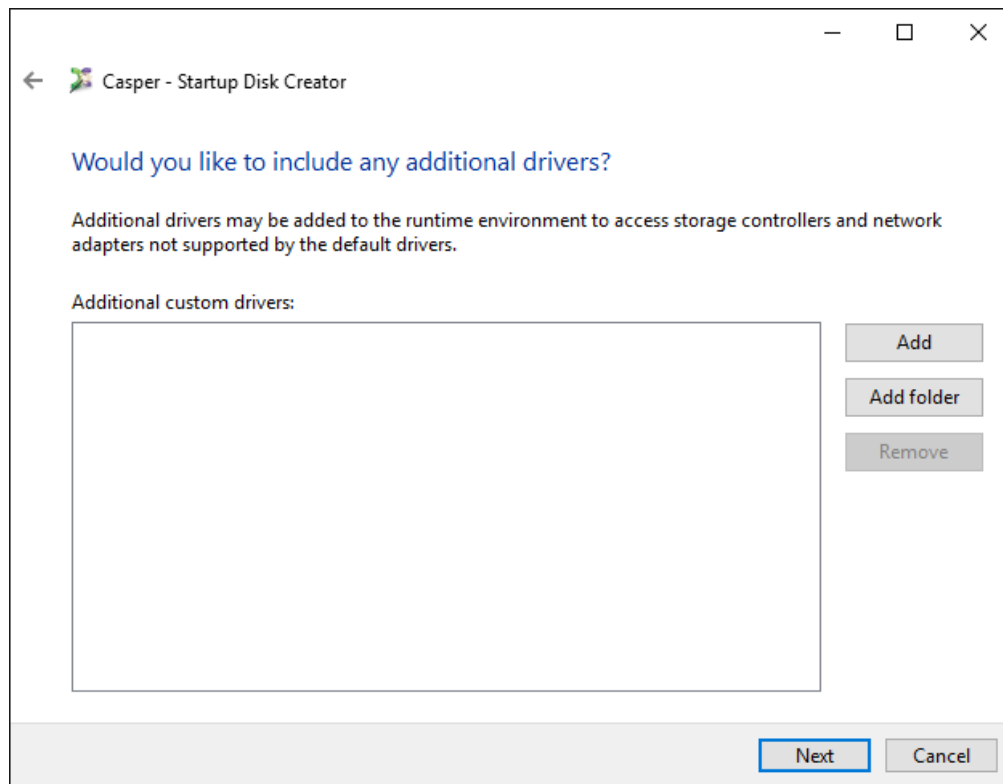 Casper - Startup Disk Creator
Would you like to include any additional drivers?
Additional drivers may be added to the runtime environment to access storage controllers and network
adapters not supported by the default drivers.
Additional custom drivers:
Add
Add folder
Remove
Next
Cancel